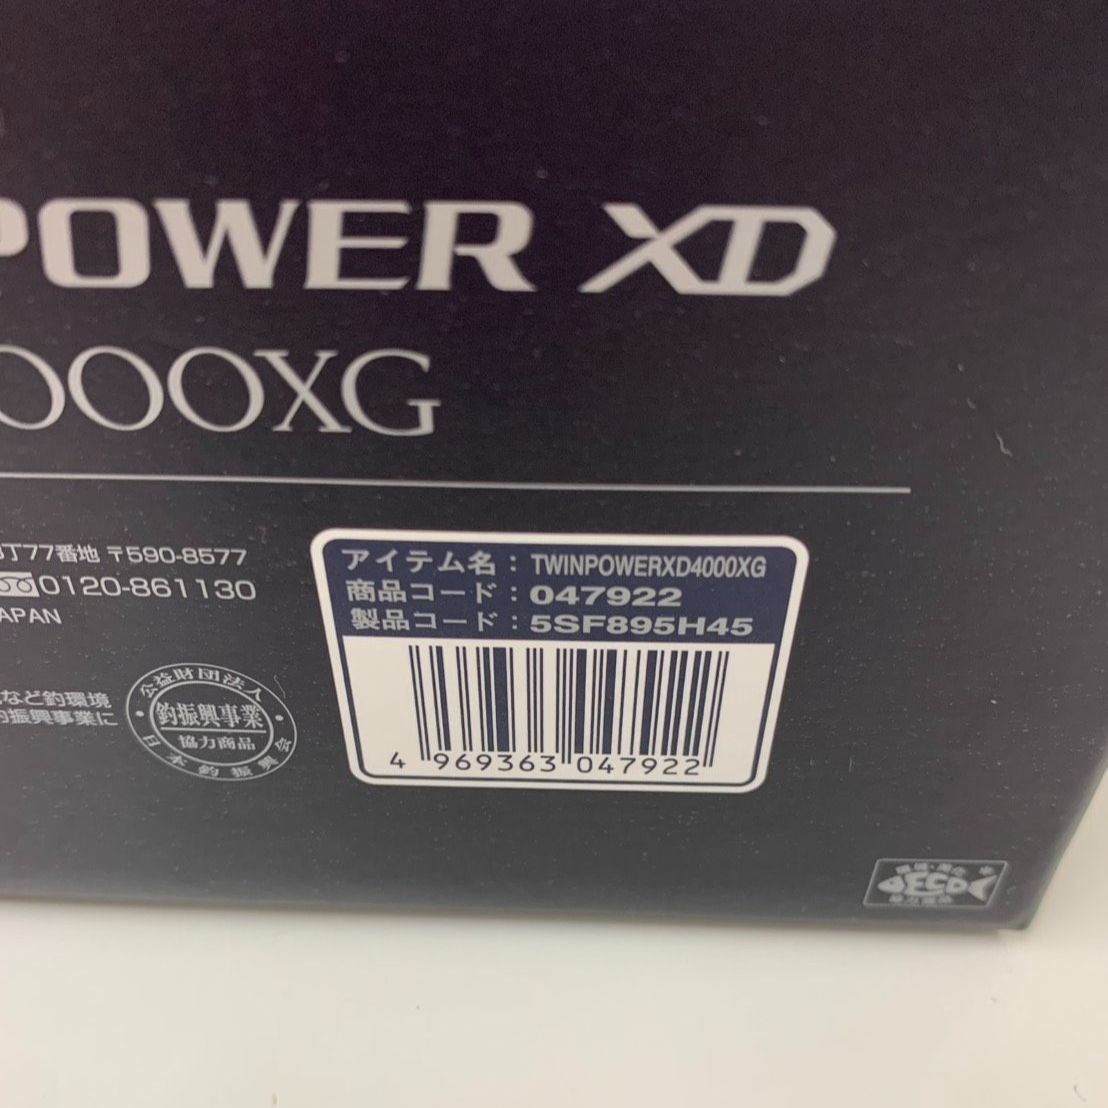 POWER XD
000XG
丁77番地 〒590-8577
0120-861130
APAN
など釣環境
振興事業に
公益財団法人
釣振興事業
協力商品
日本釣振興会
アイテム名：TWINPOWERXD4000XG
商品コード：047922
製品コード：5SF895H45
4 969363 047922